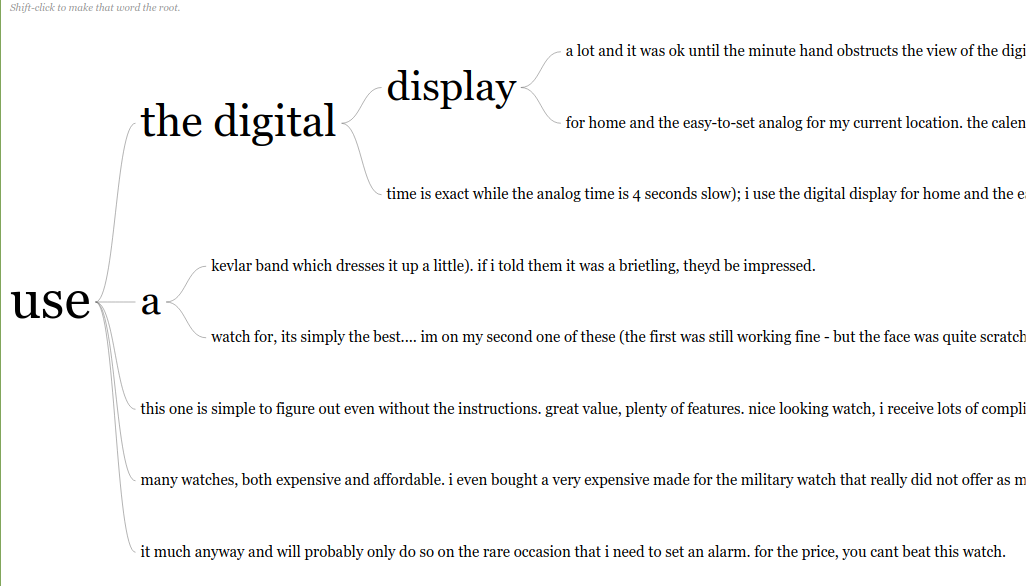 Shift-click to make that word the root.
a lot and it was ok until the minute hand obstructs the view of the digi
display
the digital
for home and the easy-to-set analog for my current location. the calen
time is exact while the analog time is 4 seconds slow); i use the digital display for home and the e
kevlar band which dresses it up a little). if i told them it was a brietling, theyd be impressed.
use
a
watch for, its simply the best.... im on my second one of these (the first was still working fine - but the face was quite scratch
this one is simple to figure out even without the instructions. great value, plenty of features. nice looking watch, i receive lots of compli
many watches, both expensive and affordable. i even bought a very expensive made for the military watch that really did not offer as m
it much anyway and will probably only do so on the rare occasion that i need to set an alarm. for the price, you cant beat this watch.